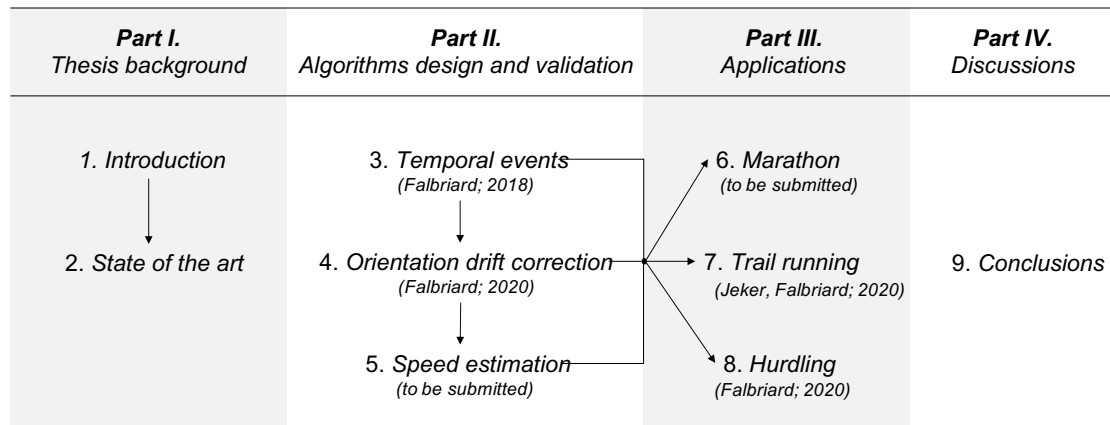 Part I.
Thesis background
Part II.
Algorithms design and validation
Part III.
Applications
Part IV.
Discussions
1. Introduction
2. State of the art
3. Temporal events
(Falbriard; 2018)
4. Orientation drift correction
(Falbriard; 2020)
5. Speed estimation
(to be submitted)
6. Marathon
(to be submitted)
7. Trail running
(Jeker, Falbriard; 2020)
8. Hurdling
(Falbriard; 2020)
9. Conclusions